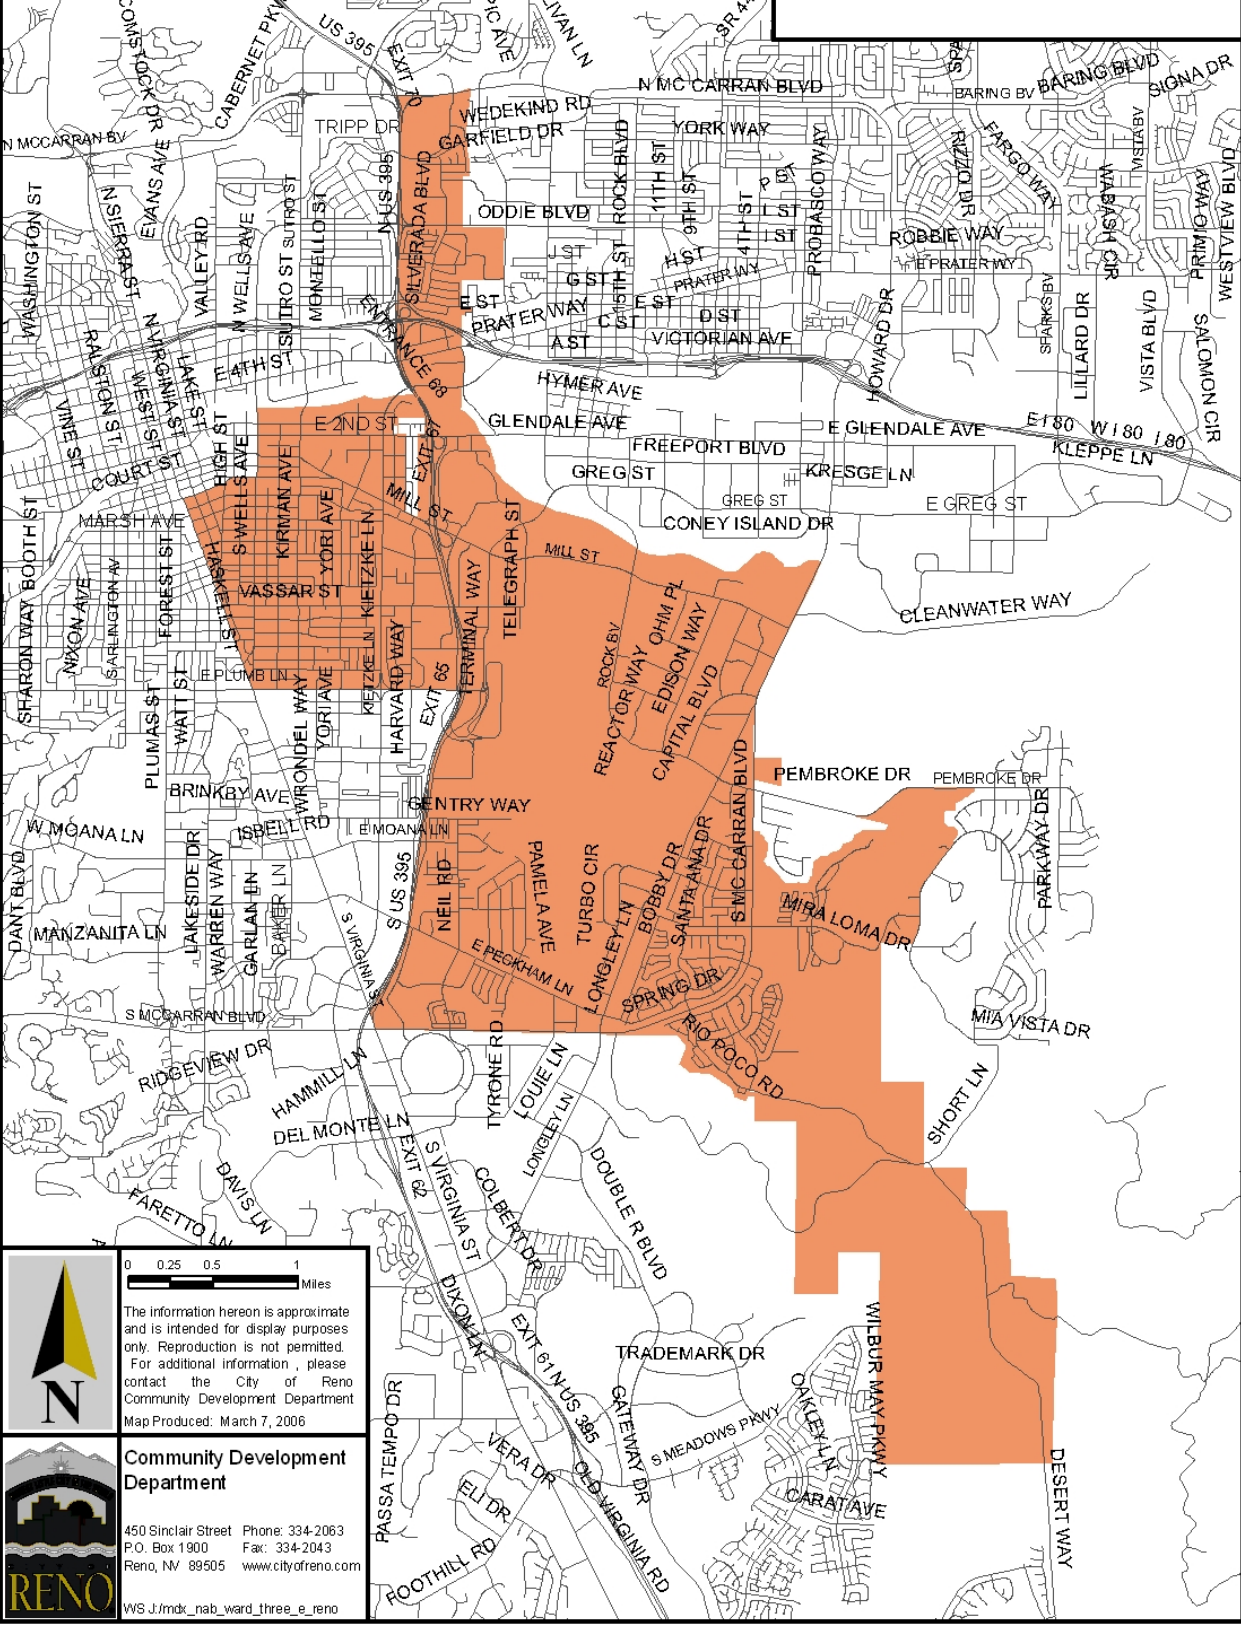 COMSTOCK DR
CABERNET PKW
US 395
EXIT 70
PIC AVE
LIVAN LN
SR 44
SPA
BARING BLVD
SIGNA DR
N MC CARRAN BLVD
BARING BV
WEDEKIND RD
GARFIELD DR
TRIPP DR
YORK WAY
N MCCARRAN BV
EVANS AVE
N SIERRA ST
WASHINGTON ST
VALLEY RD
N WELLS AVE
SUTRO ST
SUTRO ST
MONTELLO ST
N US 395
SILVERADA BLVD
ODDIE BLVD
ROCK BLVD
11TH ST
9TH ST
P ST
L ST
I ST
4TH ST
PROBASCO WAY
RIZZO DR
FARGO WAY
WABASH CIR
VISTA BV
PRIMO WAY
WESTVIEW BLVD
ROBBIE WAY
E PRATER WY
J ST
H ST
G ST
15TH ST
PRATER WY
E ST
E ST
PRATER WAY
C ST
D ST
A ST
VICTORIAN AVE
HOWARD DR
SPARKS BV
LILLARD DR
VISTA BLVD
SALOMON CIR
ENTRANCE 68
RALSTON ST
N VIRGINIA ST
WEST ST
LAKE ST
E 4TH ST
VINE ST
COURT ST
HIGH ST
HYMER AVE
E 2ND ST
GLENDALE AVE
E GLENDALE AVE
E I 80
W I 80
I 80
KLEPPE LN
FREEPORT BLVD
GREG ST
KRESGE LN
GREG ST
E GREG ST
CONEY ISLAND DR
EXIT ST
MILL ST
MILL ST
S WELLS AVE
KIRMAN AVE
YORI AVE
KIETZKE LN
MARSH AVE
SHARON WAY
BOOTH ST
NIXON AVE
S ARLINGTON AV
FOREST ST
HASKELL ST
VASSAR ST
TELEGRAPH ST
TERMINAL WAY
CLEANWATER WAY
OHM PL
EDISON WAY
ROCK BV
REACTOR WAY
CAPITAL BLVD
E PLUMB LN
WATT ST
PLUMAS ST
WRONDEL WAY
YORI AVE
KIETZKE LN
HARVARD WAY
EXIT 65
S MC CARRAN BLVD
PEMBROKE DR
PEMBROKE DR
BRINKBY AVE
GENTRY WAY
W MOANA LN
ISBELL RD
E MOANA LN
DANT BLVD
LAKESIDE DR
WARREN WAY
GARLAN LN
BAKER LN
MANZANITA LN
S US 395
NEIL RD
PAMELA AVE
TURBO CIR
LONGLEY LN
BOBBY DR
SANTA ANA DR
MIRA LOMA DR
PARKWAY DR
S VIRGINIA ST
E PECKHAM LN
SPRING DR
RIO POCO RD
MIA VISTA DR
S MCCARRAN BLVD
RIDGEVIEW DR
HAMMILL LN
TYRONE RD
LOUIE LN
LONGLEY LN
SHORT LN
DEL MONTE LN
EXIT 62
S VIRGINIA ST
COLBERT DR
DOUBLE R BLVD
DAVIS LN
FARETTO LN
DIXON LN
EXIT 61
N US 395
TRADEMARK DR
WILBUR MAY PKWY
OAKLEY LN
GATEWAY DR
S MEADOWS PKWY
PASSA TEMPO DR
VERA DR
ELI DR
OLD VIRGINIA RD
CARAT AVE
DESERT WAY
FOOTHILL RD
0 0.25 0.5 1
Miles
The information hereon is approximate
and is intended for display purposes
only. Reproduction is not permitted.
For additional information , please
contact the City of Reno
Community Development Department
Map Produced: March 7, 2006
N
Community Development
Department
450 Sinclair Street Phone: 334-2063
P.O. Box 1900 Fax: 334-2043
Reno, NV 89505 www.cityofreno.com
RENO
WS J:/mdx_nab_ward_three_e_reno